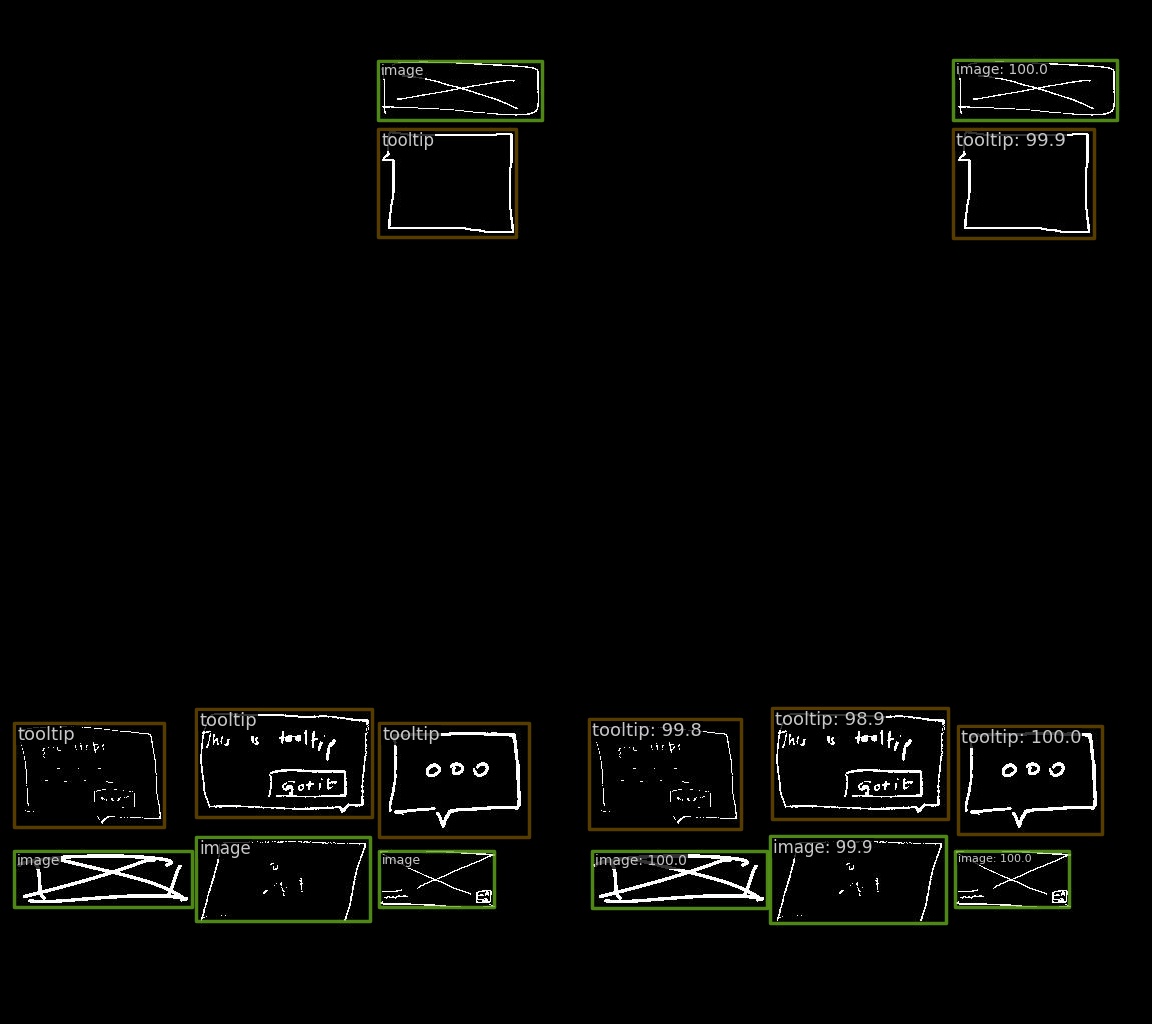 image
image: 100.0
tooltip
tooltip: 99.9
tooltip
tooltip
tooltip
This is tooltip
Got it
tooltip: 99.8
tooltip: 98.9
tooltip: 100.0
This is tooltip
Got it
image
image
image
image: 100.0
image: 99.9
image: 100.0